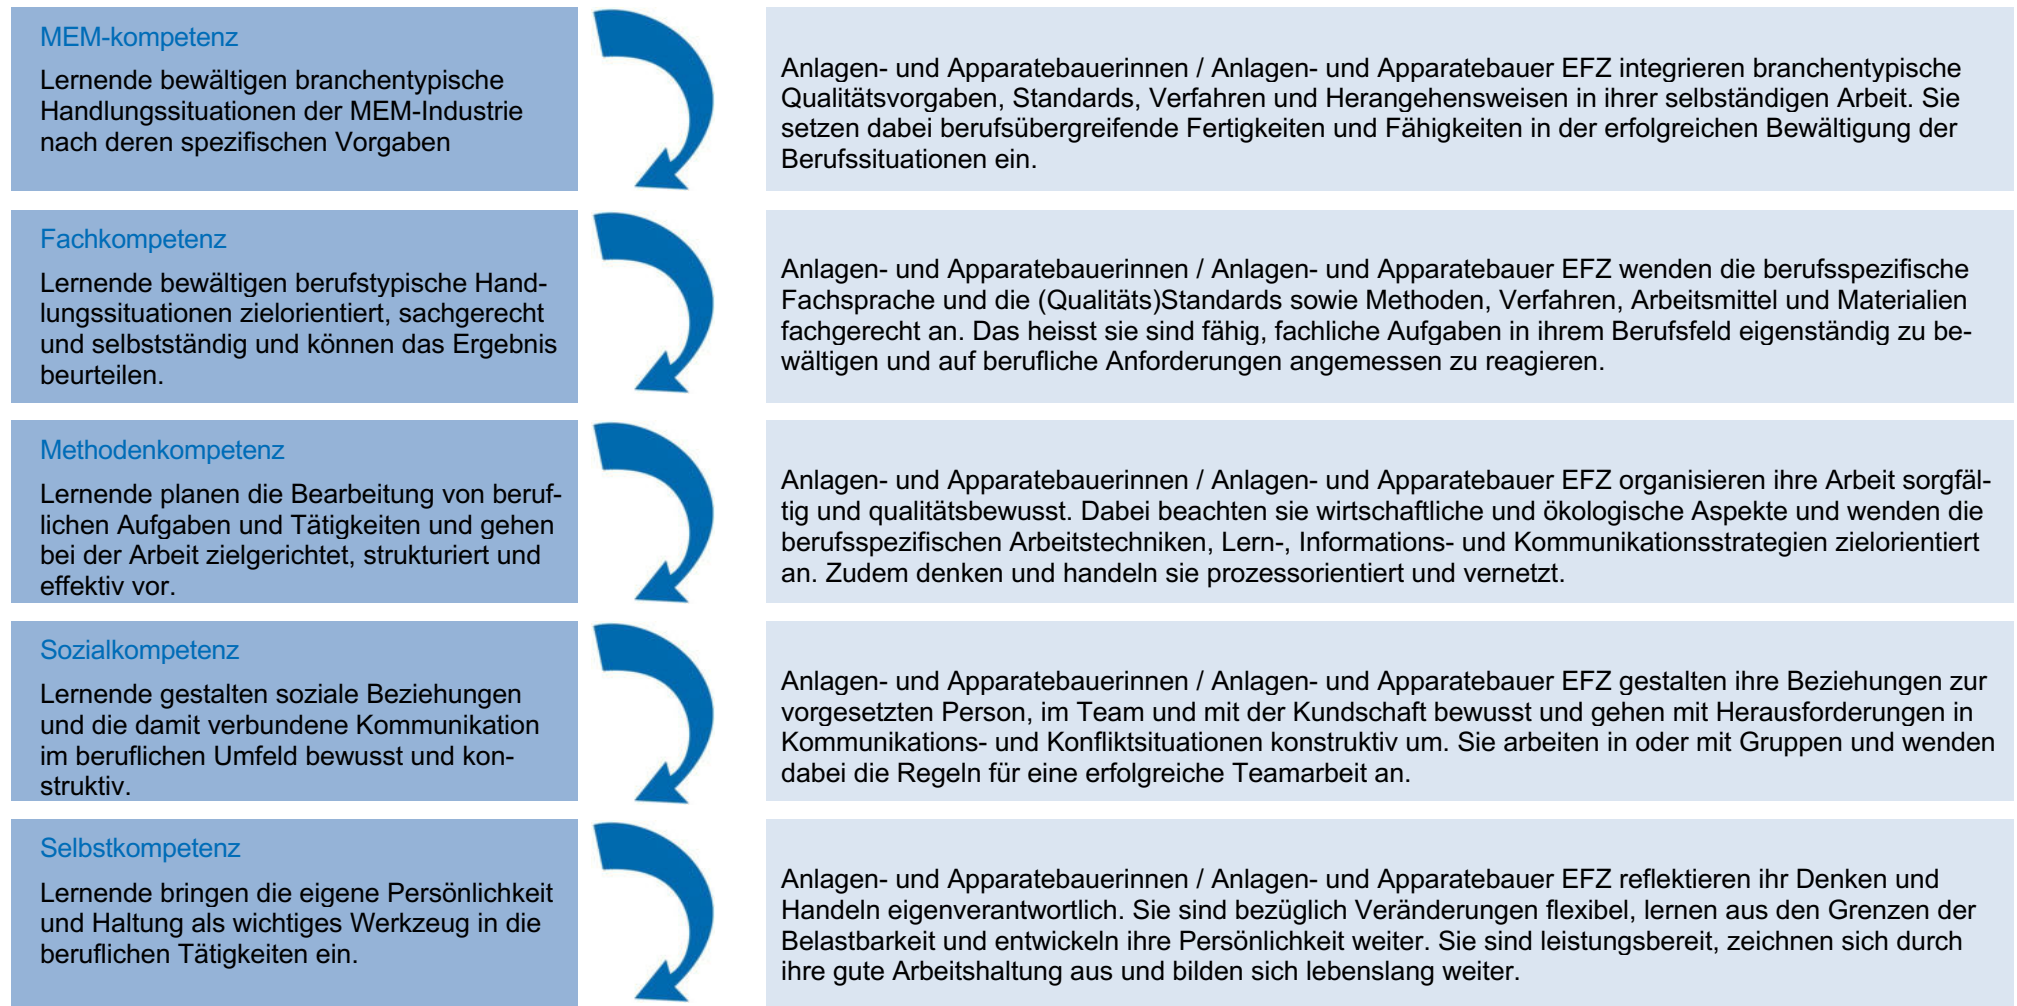 MEM-kompetenz
Lernende bewältigen branchentypische
Handlungssituationen der MEM-Industrie
nach deren spezifischen Vorgaben
Anlagen- und Apparatebauerinnen / Anlagen- und Apparatebauer EFZ integrieren branchentypische
Qualitätsvorgaben, Standards, Verfahren und Herangehensweisen in ihrer selbständigen Arbeit. Sie
setzen dabei berufsübergreifende Fertigkeiten und Fähigkeiten in der erfolgreichen Bewältigung der
Berufssituationen ein.
Fachkompetenz
Lernende bewältigen berufstypische Hand-
lungssituationen zielorientiert, sachgerecht
und selbstständig und können das Ergebnis
beurteilen.
Anlagen- und Apparatebauerinnen / Anlagen- und Apparatebauer EFZ wenden die berufsspezifische
Fachsprache und die (Qualitäts)Standards sowie Methoden, Verfahren, Arbeitsmittel und Materialien
fachgerecht an. Das heisst sie sind fähig, fachliche Aufgaben in ihrem Berufsfeld eigenständig zu be-
wältigen und auf berufliche Anforderungen angemessen zu reagieren.
Methodenkompetenz
Lernende planen die Bearbeitung von beruf-
lichen Aufgaben und Tätigkeiten und gehen
bei der Arbeit zielgerichtet, strukturiert und
effektiv vor.
Anlagen- und Apparatebauerinnen / Anlagen- und Apparatebauer EFZ organisieren ihre Arbeit sorgfäl-
tig und qualitätsbewusst. Dabei beachten sie wirtschaftliche und ökologische Aspekte und wenden die
berufsspezifischen Arbeitstechniken, Lern-, Informations- und Kommunikationsstrategien zielorientiert
an. Zudem denken und handeln sie prozessorientiert und vernetzt.
Sozialkompetenz
Lernende gestalten soziale Beziehungen
und die damit verbundene Kommunikation
im beruflichen Umfeld bewusst und kon-
struktiv.
Anlagen- und Apparatebauerinnen / Anlagen- und Apparatebauer EFZ gestalten ihre Beziehungen zur
vorgesetzten Person, im Team und mit der Kundschaft bewusst und gehen mit Herausforderungen in
Kommunikations- und Konfliktsituationen konstruktiv um. Sie arbeiten in oder mit Gruppen und wenden
dabei die Regeln für eine erfolgreiche Teamarbeit an.
Selbstkompetenz
Lernende bringen die eigene Persönlichkeit
und Haltung als wichtiges Werkzeug in die
beruflichen Tätigkeiten ein.
Anlagen- und Apparatebauerinnen / Anlagen- und Apparatebauer EFZ reflektieren ihr Denken und
Handeln eigenverantwortlich. Sie sind bezüglich Veränderungen flexibel, lernen aus den Grenzen der
Belastbarkeit und entwickeln ihre Persönlichkeit weiter. Sie sind leistungsbereit, zeichnen sich durch
ihre gute Arbeitshaltung aus und bilden sich lebenslang weiter.